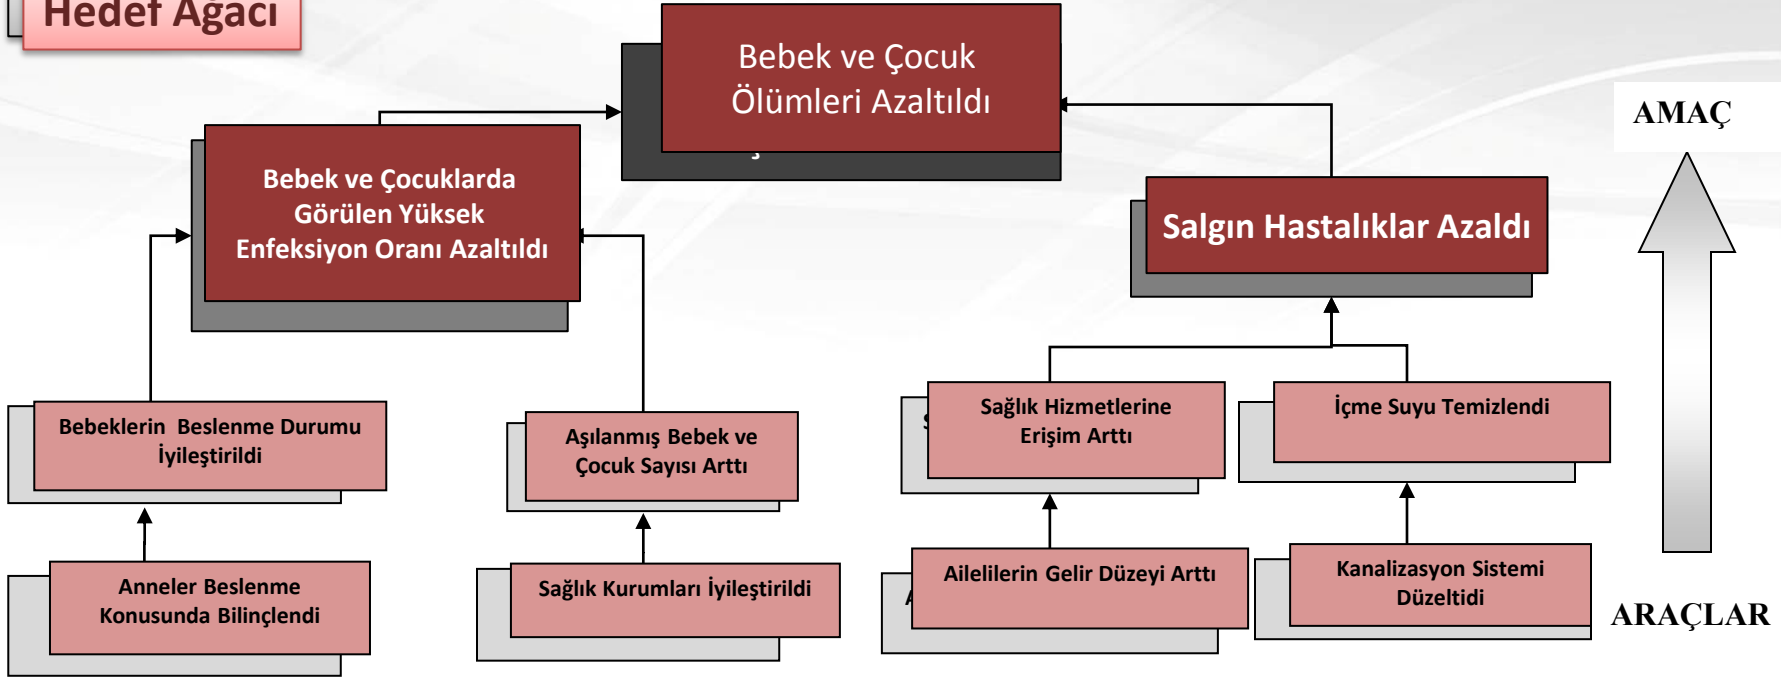 Hedef Ağacı
Bebek ve Çocuk
Ölümleri Azaltıldı
AMAÇ
Bebek ve Çocuklarda
Görülen Yüksek
Enfeksiyon Oranı Azaltıldı
Salgın Hastalıklar Azaldı
Bebeklerin  Beslenme Durumu
İyileştirildi
Aşılanmış Bebek ve
Çocuk Sayısı Arttı
Sağlık Hizmetlerine
Erişim Arttı
İçme Suyu Temizlendi
Anneler Beslenme
Konusunda Bilinçlendi
Sağlık Kurumları İyileştirildi
Ailelilerin Gelir Düzeyi Arttı
Kanalizasyon Sistemi
Düzeltidi
ARAÇLAR